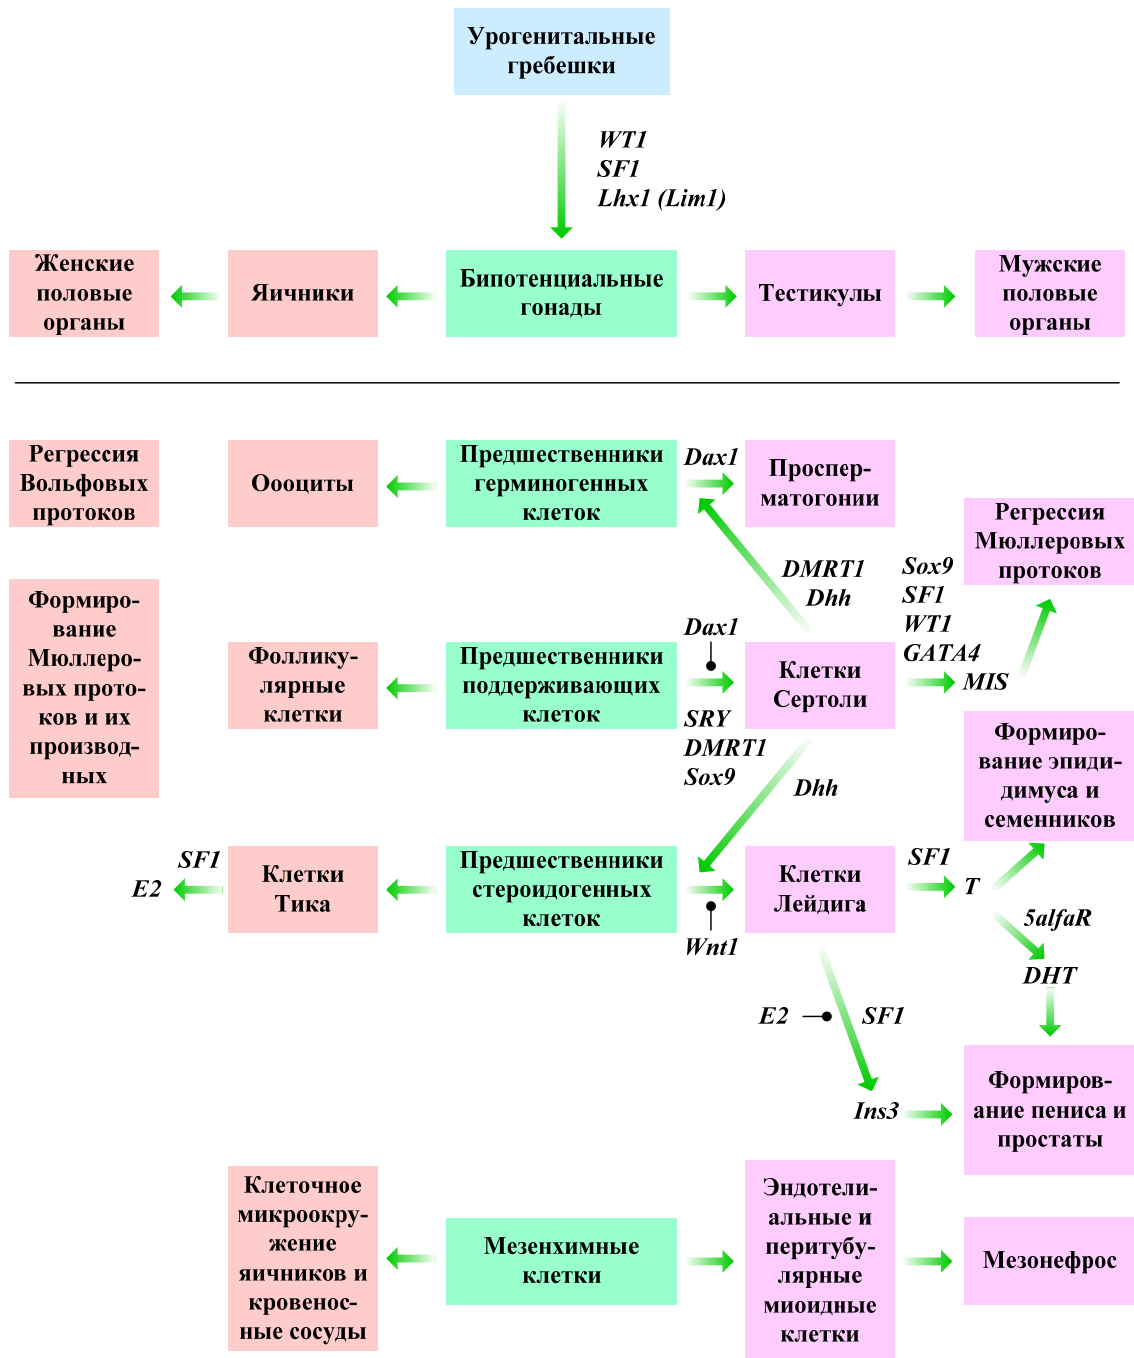 Урогенитальные
гребешки
WT1
SF1
Lhx1 (Lim1)
Женские
половые
органы
Яичники
Бипотенциальные
гонады
Тестикулы
Мужские
половые
органы
Регрессия
Вольфовых
протоков
Оооциты
Предшественники
герминогенных
клеток
Dax1
Проспер-
матогонии
Регрессия
Мюллеровых
протоков
DMRT1
Dhh
Sox9
SF1
WT1
GATA4
MIS
Формиро-
вание
Мюллеро-
вых прото-
ков и их
производ-
ных
Фоллику-
лярные
клетки
Предшественники
поддерживающих
клеток
Dax1
SRY
DMRT1
Sox9
Клетки
Сертоли
Dhh
Формиро-
вание эпиди-
димуса и
семенников
E2
SF1
Клетки
Тика
Предшественники
стероидогенных
клеток
Wnt1
Клетки
Лейдига
SF1
T
5alfaR
DHT
E2
SF1
Ins3
Формиров-
ание пениса и
простаты
Клеточное
микроокру-
жение
яичников и
кровенос-
ные сосуды
Мезенхимные
клетки
Эндотели-
альные и
перитубу-
лярные
миоидные
клетки
Мезонефрос